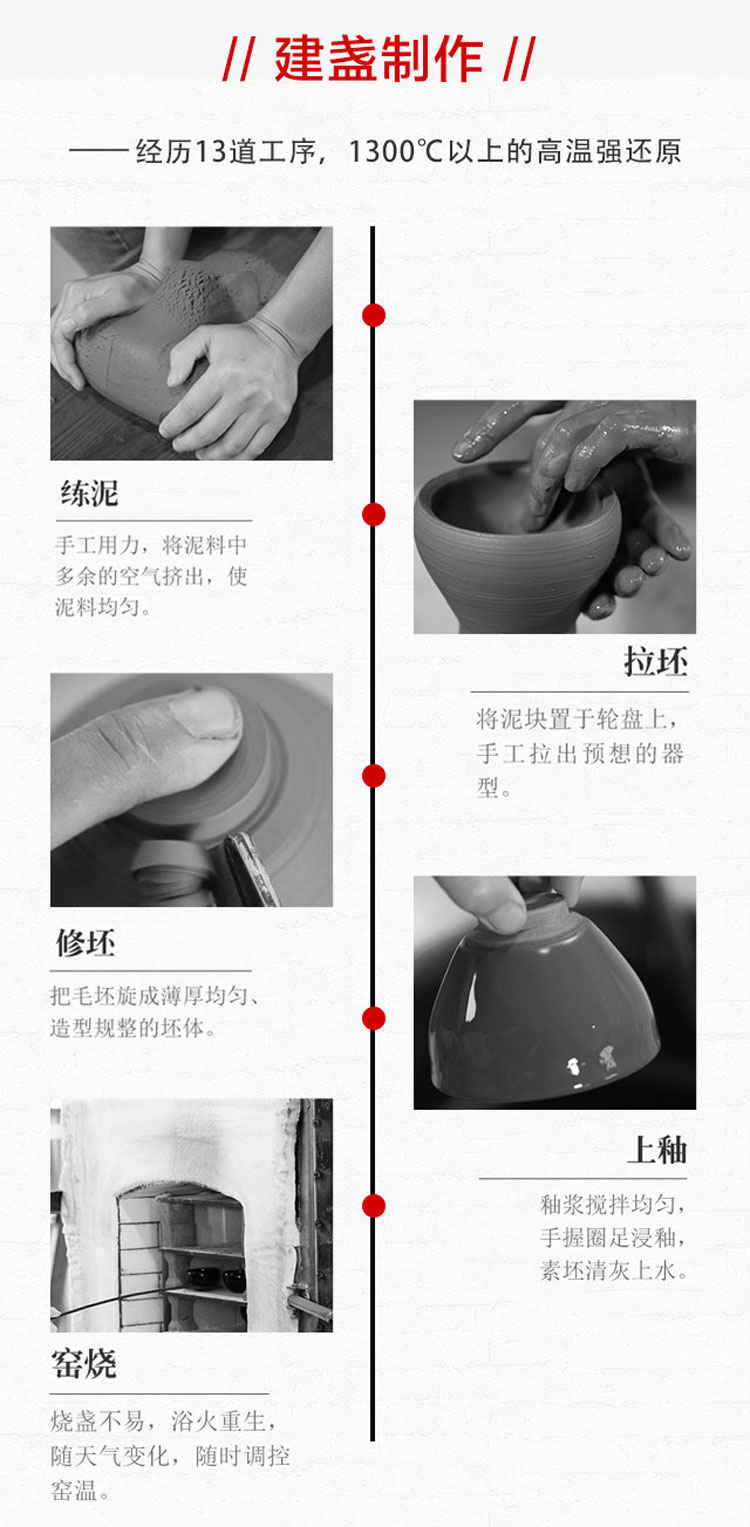 // 建盏制作 //
——经历13道工序，1300℃以上的高温强还原
练泥
手工用力，将泥料中
多余的空气挤出，使
泥料均匀。
拉坯
将泥块置于轮盘上，
手工拉出预想的器
型。
修坯
把毛坯旋成薄厚均匀、
造型规整的坯体。
上釉
釉浆搅拌均匀，
手握圈足浸釉，
素坯清灰上水。
窑烧
烧盏不易，浴火重生，
随天气变化，随时调控
窑温。